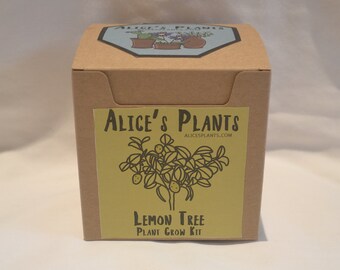 Alice's Plants
Alice's Plants
alicesplants.com
Lemon Tree
Plant Grow Kit